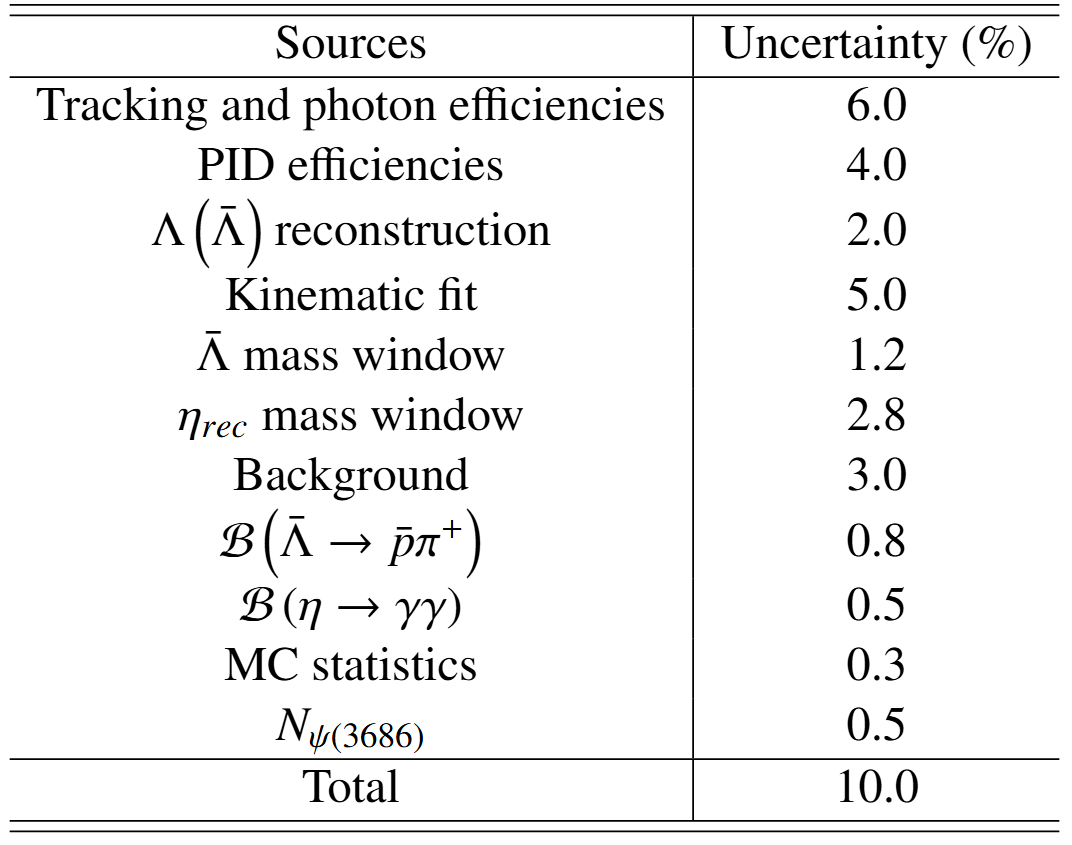 Sources Uncertainty (%)
Tracking and photon efficiencies 6.0
PID efficiencies 4.0
Λ(Λ̄) reconstruction 2.0
Kinematic fit 5.0
Λ̄ mass window 1.2
η_rec mass window 2.8
Background 3.0
ℬ(Λ̄ → p̄π⁺) 0.8
ℬ(η → γγ) 0.5
MC statistics 0.3
N_ψ(3686) 0.5
Total 10.0